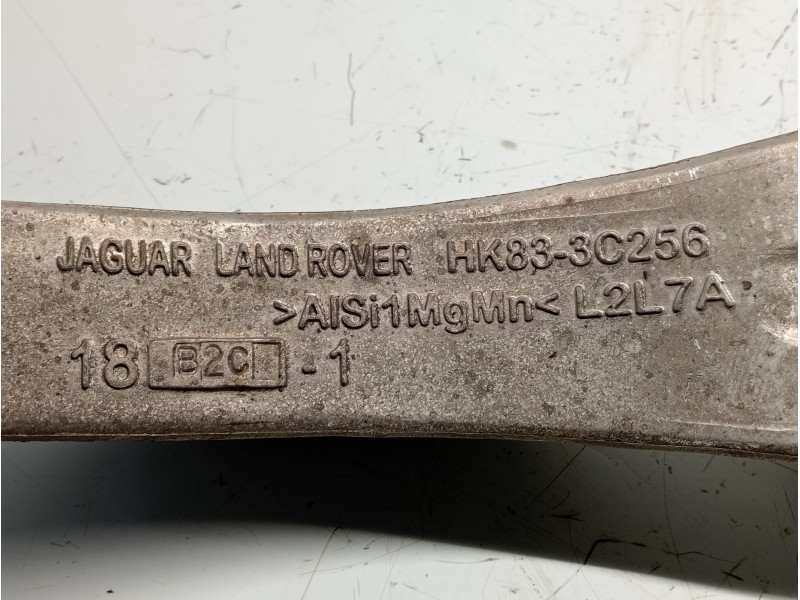 JAGUAR LAND ROVER HK83-3C256
>AlSi1MgMn< L2L7A
18 B2C -1